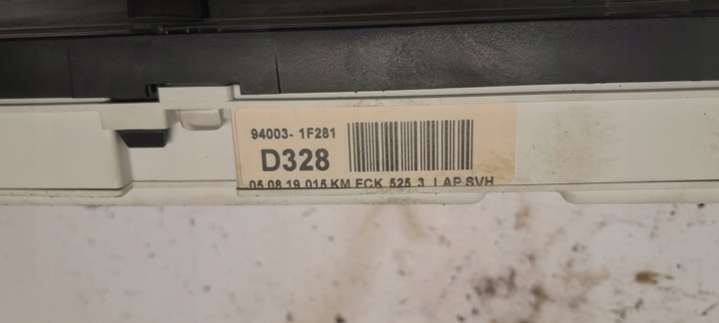 94003- 1F281
D328
05.08.19 015 KM ECK 525 3 LAP SVH